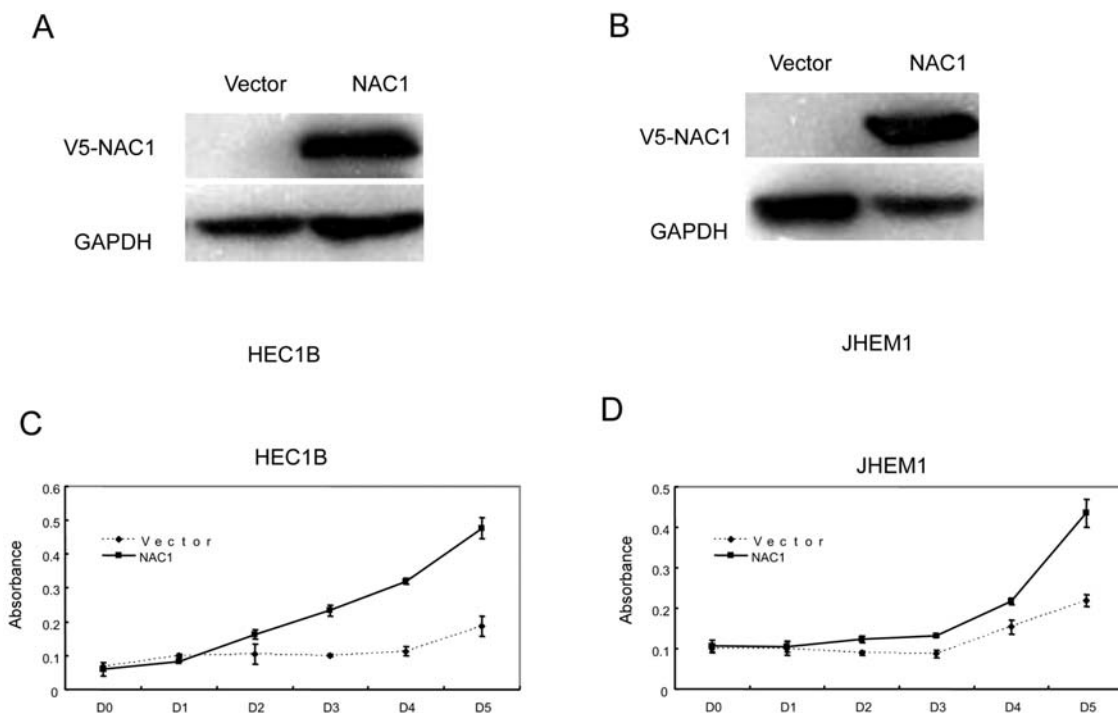 A
Vector NAC1
V5-NAC1
GAPDH
HEC1B
B
Vector NAC1
V5-NAC1
GAPDH
JHEM1
C
HEC1B
Absorbance
0.6
0.5
0.4
0.3
0.2
0.1
0
Vector
NAC1
D0 D1 D2 D3 D4 D5
D
JHEM1
Absorbance
0.5
0.4
0.3
0.2
0.1
0
Vector
NAC1
D0 D1 D2 D3 D4 D5